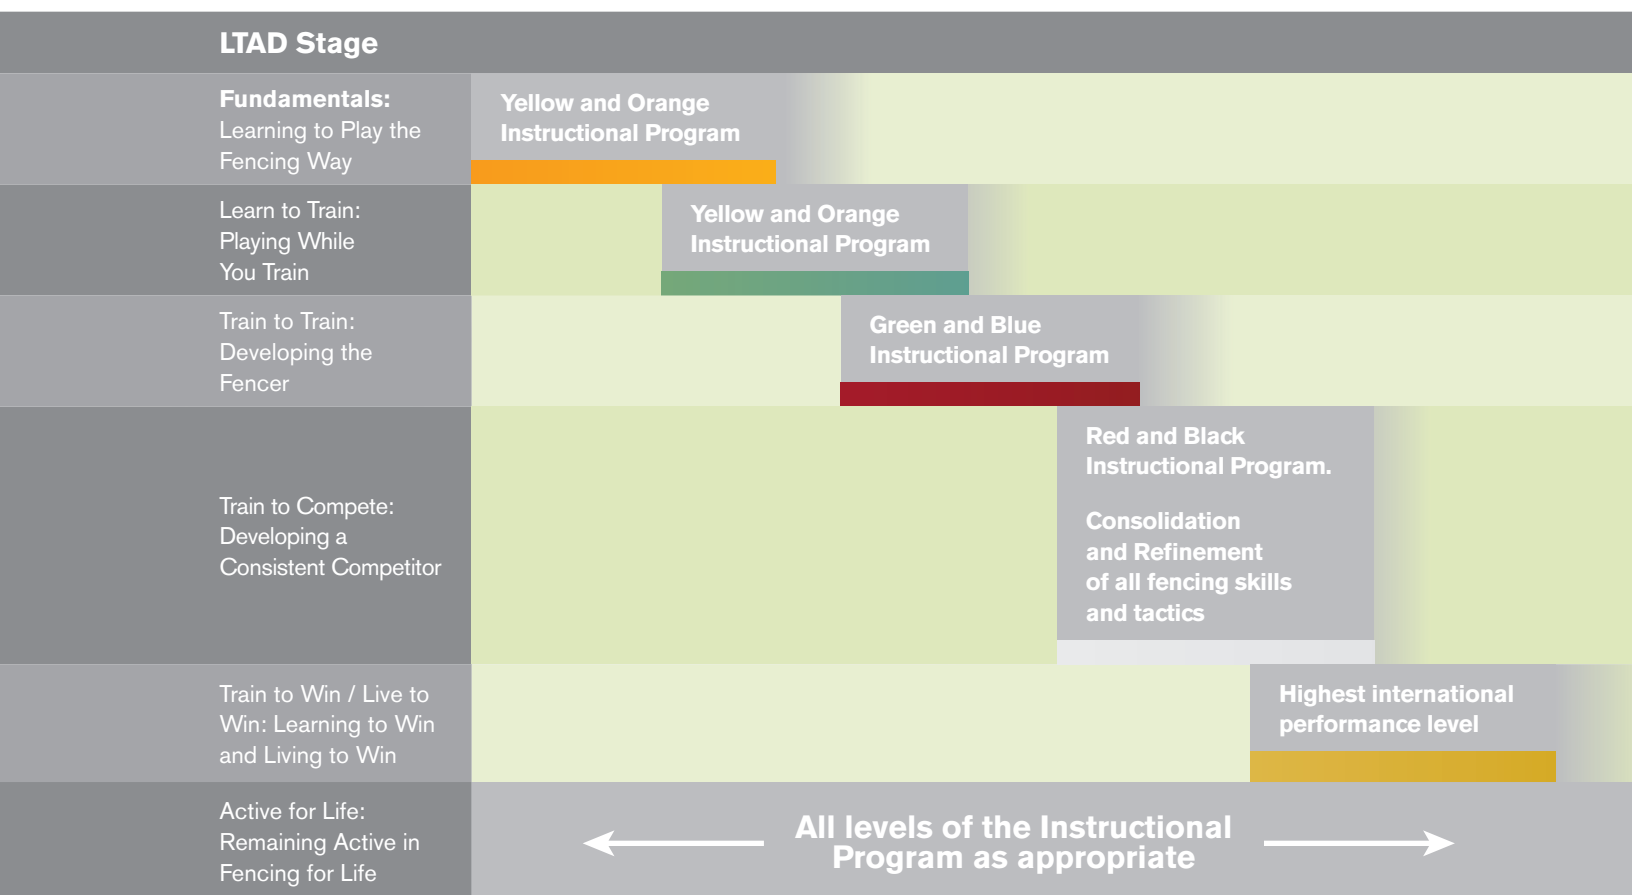 LTAD Stage
Fundamentals:
Learning to Play the
Fencing Way
Yellow and Orange
Instructional Program
Learn to Train:
Playing While
You Train
Yellow and Orange
Instructional Program
Train to Train:
Developing the
Fencer
Green and Blue
Instructional Program
Train to Compete:
Developing a
Consistent Competitor
Red and Black
Instructional Program.
Consolidation
and Refinement
of all fencing skills
and tactics
Train to Win / Live to
Win: Learning to Win
and Living to Win
Highest international
performance level
Active for Life:
Remaining Active in
Fencing for Life
All levels of the Instructional
Program as appropriate